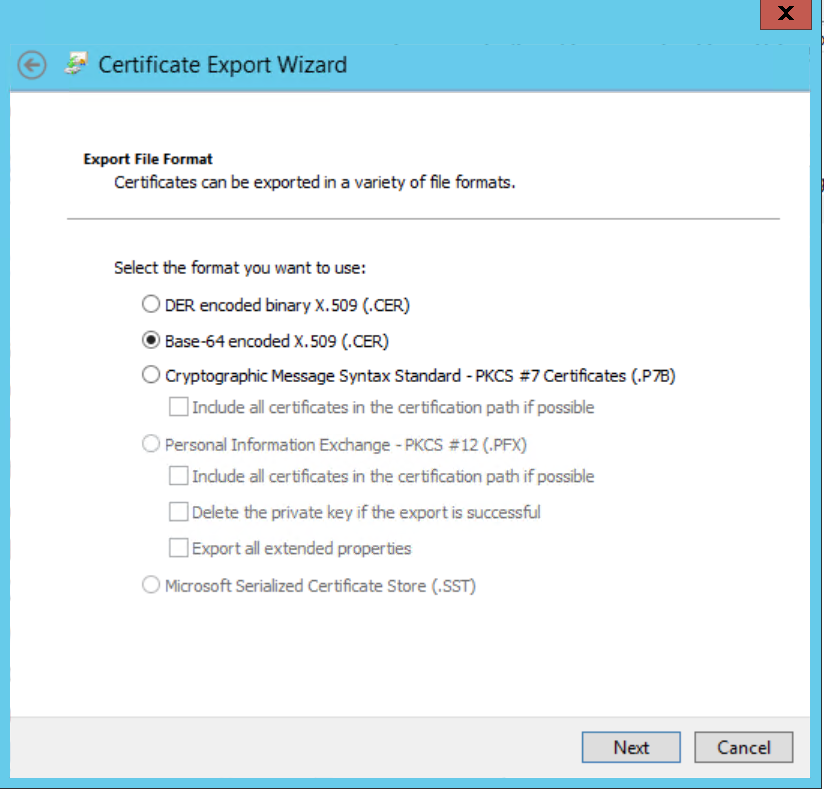 X
Certificate Export Wizard
Export File Format
Certificates can be exported in a variety of file formats.
Select the format you want to use:
DER encoded binary X.509 (.CER)
Base-64 encoded X.509 (.CER)
Cryptographic Message Syntax Standard - PKCS #7 Certificates (.P7B)
Include all certificates in the certification path if possible
Personal Information Exchange - PKCS #12 (.PFX)
Include all certificates in the certification path if possible
Delete the private key if the export is successful
Export all extended properties
Microsoft Serialized Certificate Store (.SST)
Next
Cancel